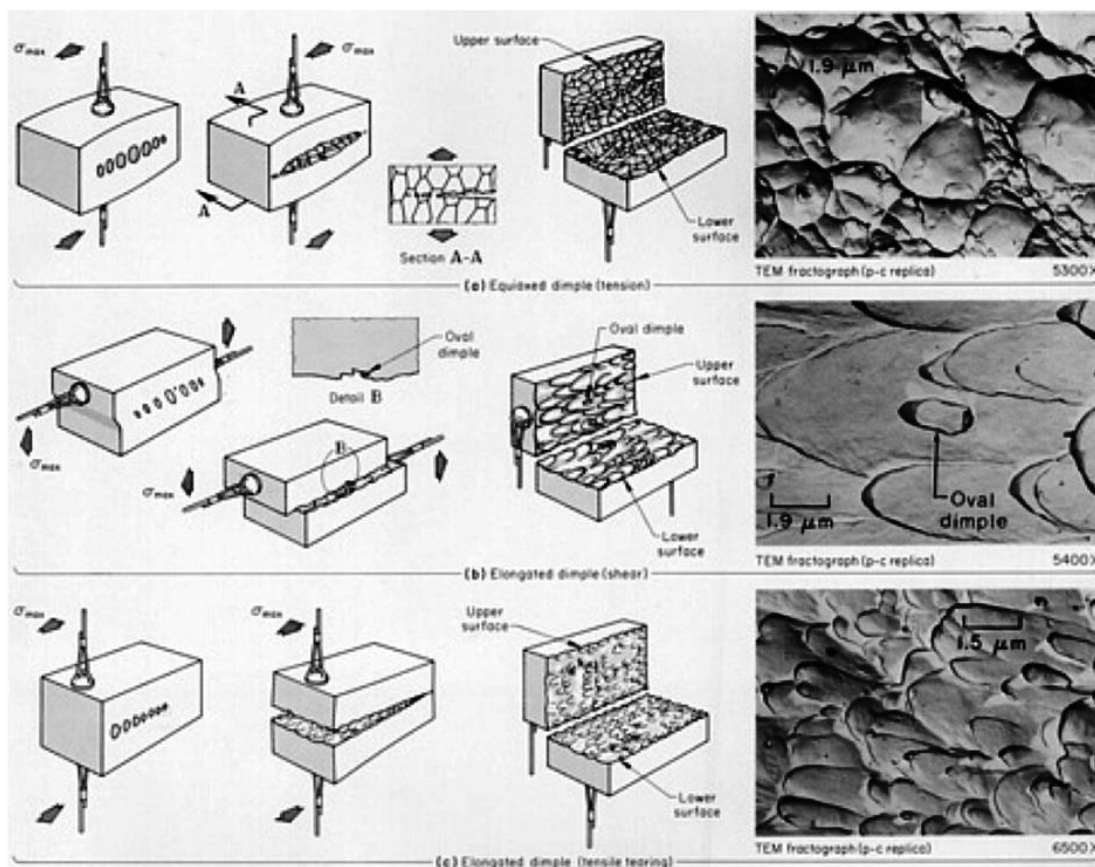 σmax
σmax
A
A
Section A-A
Upper surface
Lower
surface
1.9 μm
TEM fractograph (p-c replica) 5300X
(a) Equiaxed dimple (tension)
σmax
Oval
dimple
Detail B
σmax
B
Oval dimple
Upper
surface
Lower
surface
1.9 μm
Oval
dimple
TEM fractograph (p-c replica) 5400X
(b) Elongated dimple (shear)
σmax
σmax
Upper
surface
Lower
surface
1.5 μm
TEM fractograph (p-c replica) 6500X
(c) Elongated dimple (tensile tearing)